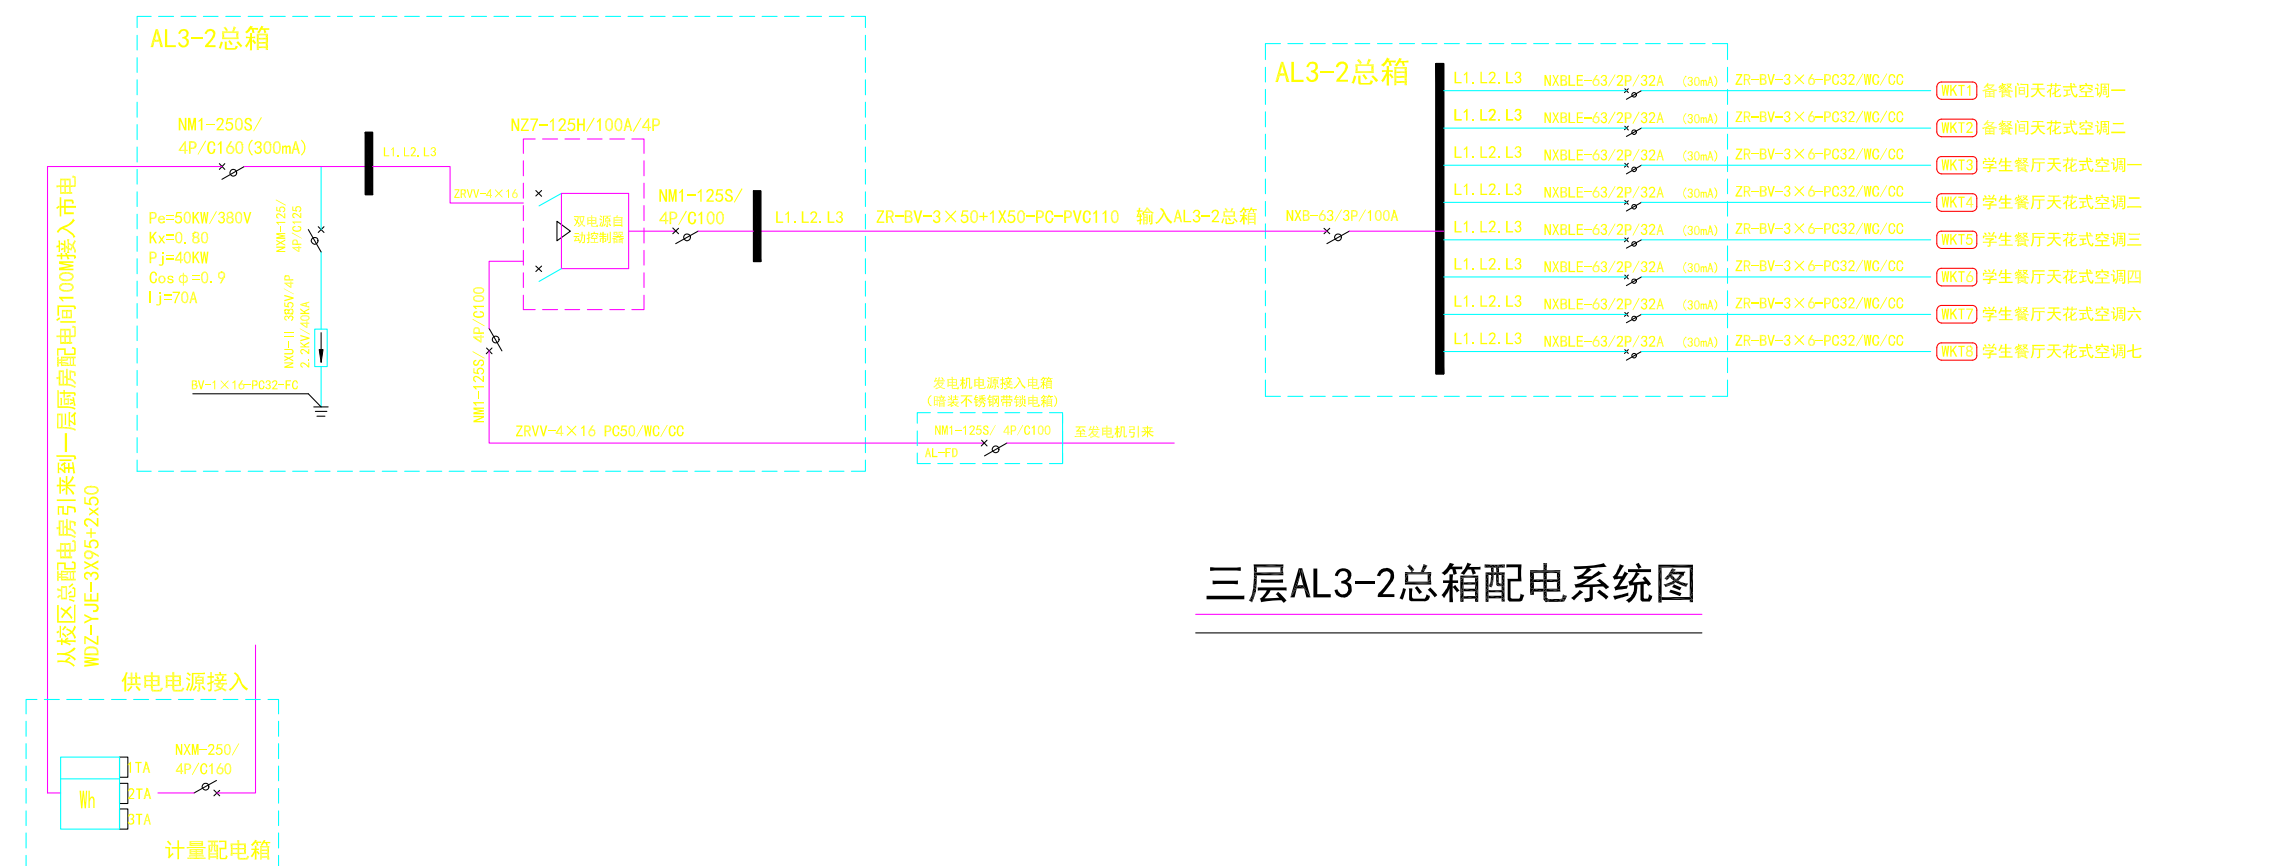 AL3-2总箱
NM1-250S/
4P/C160(300mA)
L1.L2.L3
NZ7-125H/100A/4P
ZRVV-4×16
双电源自
动控制器
NM1-125S/
4P/C100
L1.L2.L3
ZR-BV-3×50+1X50-PC-PVC110
输入AL3-2总箱
NXB-63/3P/100A
Pe=50KW/380V
Kx=0.80
Pj=40KW
Cosφ=0.9
Ij=70A
NXM-125/
4P/C125
NXU-II 385V/4P
2.2KV/40KA
BV-1×16-PC32-FC
NM1-125S/ 4P/C100
ZRVV-4×16 PC50/WC/CC
发电机电源接入电箱
(暗装不锈钢带锁电箱)
NM1-125S/ 4P/C100
AL-FD
至发电机引来
AL3-2总箱
L1.L2.L3 NXBLE-63/2P/32A (30mA) ZR-BV-3×6-PC32/WC/CC WKT1 备餐间天花式空调一
L1.L2.L3 NXBLE-63/2P/32A (30mA) ZR-BV-3×6-PC32/WC/CC WKT2 备餐间天花式空调二
L1.L2.L3 NXBLE-63/2P/32A (30mA) ZR-BV-3×6-PC32/WC/CC WKT3 学生餐厅天花式空调一
L1.L2.L3 NXBLE-63/2P/32A (30mA) ZR-BV-3×6-PC32/WC/CC WKT4 学生餐厅天花式空调二
L1.L2.L3 NXBLE-63/2P/32A (30mA) ZR-BV-3×6-PC32/WC/CC WKT5 学生餐厅天花式空调三
L1.L2.L3 NXBLE-63/2P/32A (30mA) ZR-BV-3×6-PC32/WC/CC WKT6 学生餐厅天花式空调四
L1.L2.L3 NXBLE-63/2P/32A (30mA) ZR-BV-3×6-PC32/WC/CC WKT7 学生餐厅天花式空调六
L1.L2.L3 NXBLE-63/2P/32A (30mA) ZR-BV-3×6-PC32/WC/CC WKT8 学生餐厅天花式空调七
从校区总配电房引来到一层厨房配电间100M接入市电
WDZ-YJE-3X95+2x50
三层AL3-2总箱配电系统图
供电电源接入
NXM-250/
4P/C160
1TA
2TA
3TA
Wh
计量配电箱